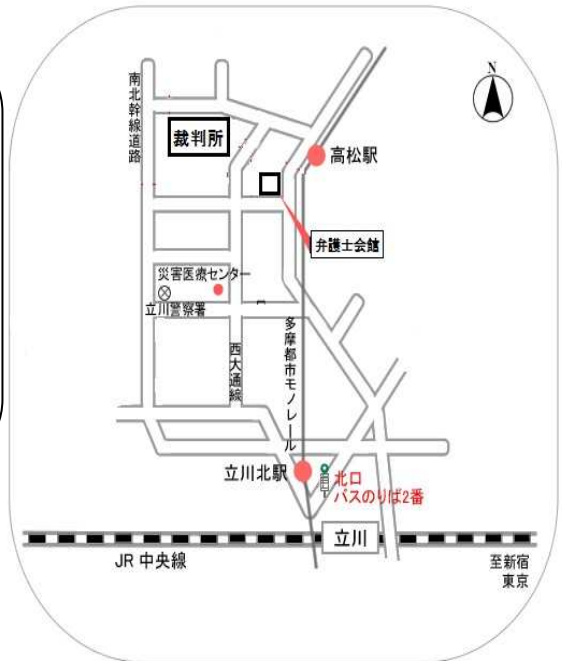 N
南北幹線道路
裁判所
高松駅
弁護士会館
災害医療センター
立川警察署
多摩都市モノレール
西大通線
立川北駅
北口
バスのりば2番
立川
JR 中央線
至新宿
東京